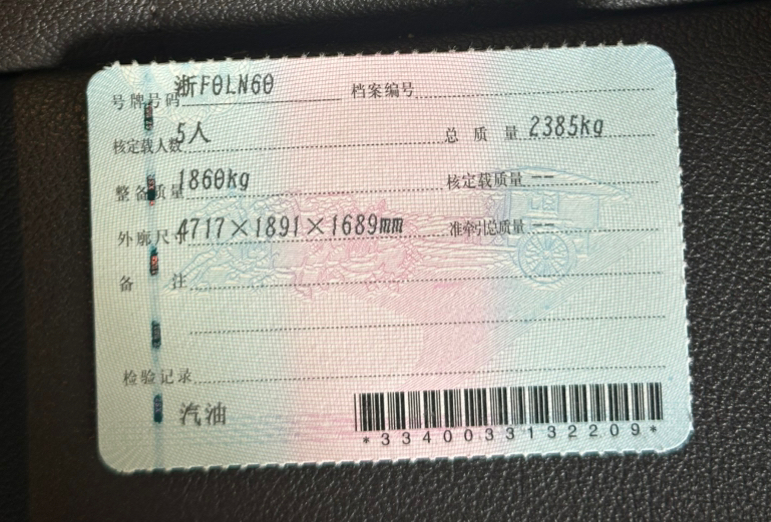 号牌号码 浙F0LN60 档案编号
核定载人数 5人 总质量 2385kg
整备质量 1860kg 核定载质量 --
外廓尺寸 4717×1891×1689mm 准牵引总质量 --
备注
检验记录
汽油
*3340033132209*